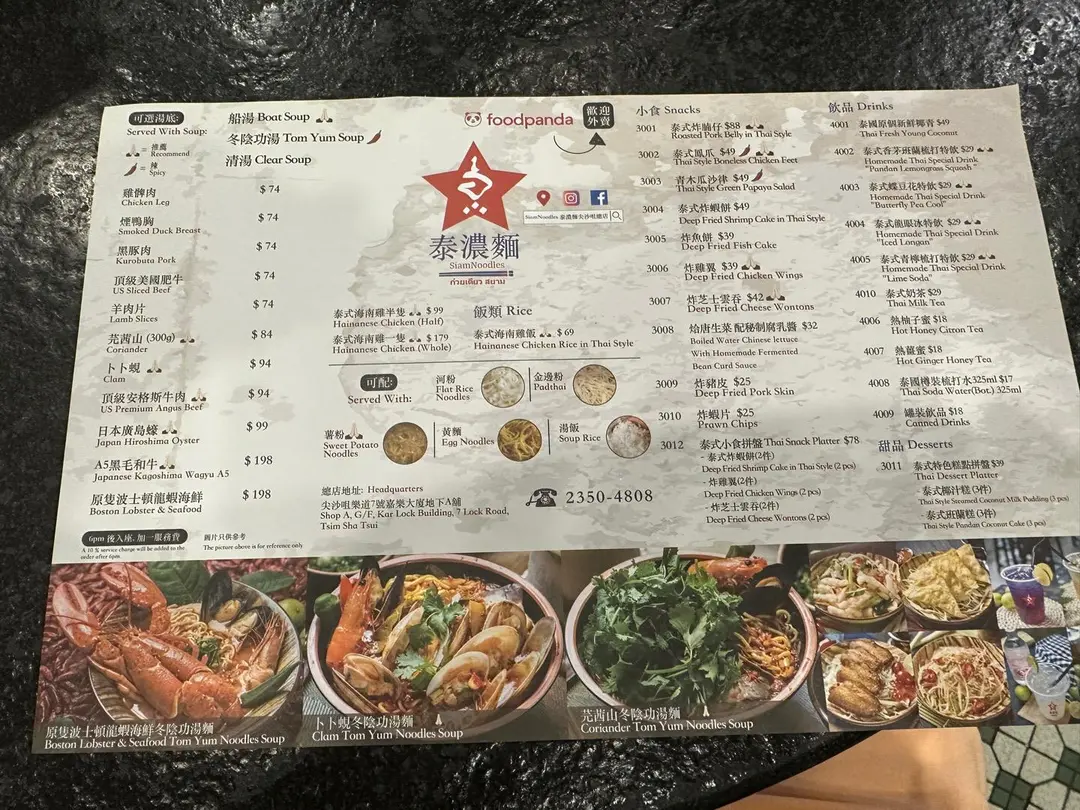 可選湯底:
Served With Soup:
推薦
Recommend
辣
Spicy
船湯 Boat Soup
冬陰功湯 Tom Yum Soup
清湯 Clear Soup
雞髀肉 $ 74
Chicken Leg
煙鴨胸 $ 74
Smoked Duck Breast
黑豚肉 $ 74
Kurobuta Pork
頂級美國肥牛 $ 74
US Sliced Beef
羊肉片 $ 74
Lamb Slices
芫茜山 (300g) $ 84
Coriander
卜卜蜆 $ 94
Clam
頂級安格斯牛肉 $ 94
US Premium Angus Beef
日本廣島蠔 $ 99
Japan Hiroshima Oyster
A5黑毛和牛 $ 198
Japanese Kagoshima Wagyu A5
原隻波士頓龍蝦海鮮 $ 198
Boston Lobster & Seafood
6pm 後入座, 加一服務費
A 10 % service charge will be added to the
order after 6pm.
圖片只供參考
The picture above is for reference only
foodpanda
歡迎
外賣
SiamNoodles 泰濃麵尖沙咀總店
泰濃麵
SiamNoodles
ก๋วยเตี๋ยว สยาม
泰式海南雞半隻 $ 99
Hainanese Chicken (Half)
泰式海南雞一隻 $ 179
Hainanese Chicken (Whole)
飯類 Rice
泰式海南雞飯 $ 69
Hainanese Chicken Rice in Thai Style
可配:
Served With:
河粉
Flat Rice
Noodles
金邊粉
Padthai
薯粉
Sweet Potato
Noodles
黃麵
Egg Noodles
湯飯
Soup Rice
總店地址: Headquarters
尖沙咀樂道7號嘉樂大廈地下A舖
Shop A, G/F, Kar Lock Building, 7 Lock Road,
Tsim Sha Tsui
2350-4808
小食 Snacks
3001 泰式炸腩仔 $88
Roasted Pork Belly in Thai Style
3002 泰式鳳爪 $49
Thai Style Boneless Chicken Feet
3003 青木瓜沙律 $49
Thai Style Green Papaya Salad
3004 泰式炸蝦餅 $49
Deep Fried Shrimp Cake in Thai Style
3005 炸魚餅 $39
Deep Fried Fish Cake
3006 炸雞翼 $39
Deep Fried Chicken Wings
3007 炸芝士雲吞 $42
Deep Fried Cheese Wontons
3008 烚唐生菜 配秘制腐乳醬 $32
Boiled Water Chinese lettuce
With Homemade Fermented
Bean Curd Sauce
3009 炸豬皮 $25
Deep Fried Pork Skin
3010 炸蝦片 $25
Prawn Chips
3012 泰式小食拼盤 Thai Snack Platter $78
- 泰式炸蝦餅(2件)
Deep Fried Shrimp Cake in Thai Style (2 pcs)
- 炸雞翼(2件)
Deep Fried Chicken Wings (2 pcs)
- 炸芝士雲吞(2件)
Deep Fried Cheese Wontons (2 pcs)
飲品 Drinks
4001 泰國原個新鮮椰青 $49
Thai Fresh Young Coconut
4002 泰式香茅班蘭梳打特飲 $29
Homemade Thai Special Drink
"Pandan Lemongrass Squash"
4003 泰式蝶豆花特飲 $29
Homemade Thai Special Drink
"Butterfly Pea Cool"
4004 泰式龍眼冰特飲 $29
Homemade Thai Special Drink
"Iced Longan"
4005 泰式青檸梳打特飲 $29
Homemade Thai Special Drink
"Lime Soda"
4010 泰式奶茶 $29
Thai Milk Tea
4006 熱柚子蜜 $18
Hot Honey Citron Tea
4007 熱薑蜜 $18
Hot Ginger Honey Tea
4008 泰國樽裝梳打水325ml $17
Thai Soda Water(Bot.) 325ml
4009 罐裝飲品 $18
Canned Drinks
甜品 Desserts
3011 泰式特色糕點拼盤 $39
Thai Dessert Platter
- 泰式椰汁糕 (3件)
Thai Style Steamed Coconut Milk Pudding (3 pcs)
- 泰式班蘭糕 (3件)
Thai Style Pandan Coconut Cake (3 pcs)
原隻波士頓龍蝦海鮮冬陰功湯麵
Boston Lobster & Seafood Tom Yum Noodles Soup
卜卜蜆冬陰功湯麵
Clam Tom Yum Noodles Soup
芫茜山冬陰功湯麵
Coriander Tom Yum Noodles Soup